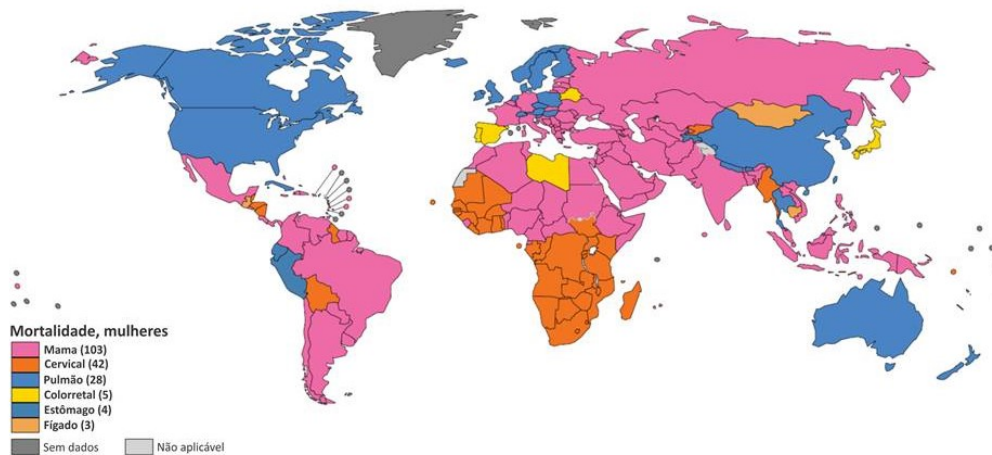 Mortalidade, mulheres
Mama (103)
Cervical (42)
Pulmão (28)
Colorretal (5)
Estômago (4)
Fígado (3)
Sem dados
Não aplicável